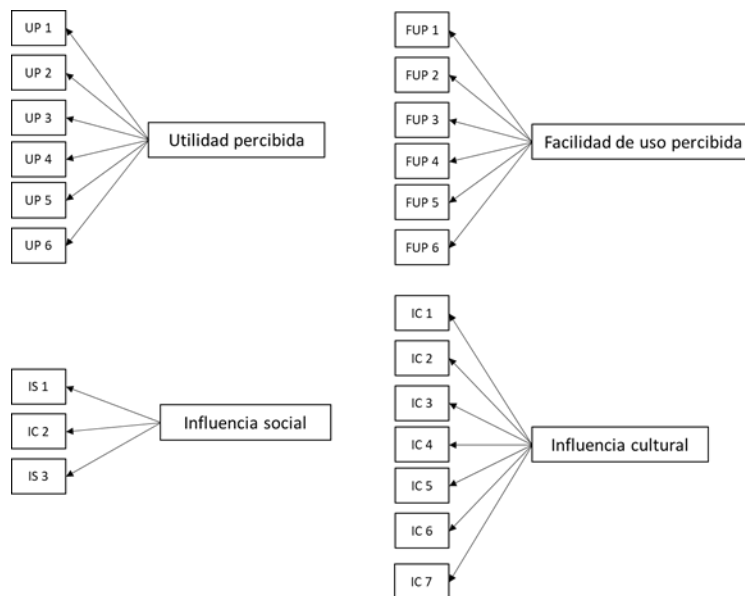 UP 1
UP 2
UP 3
UP 4
UP 5
UP 6
Utilidad percibida
FUP 1
FUP 2
FUP 3
FUP 4
FUP 5
FUP 6
Facilidad de uso percibida
IS 1
IC 2
IS 3
Influencia social
IC 1
IC 2
IC 3
IC 4
IC 5
IC 6
IC 7
Influencia cultural